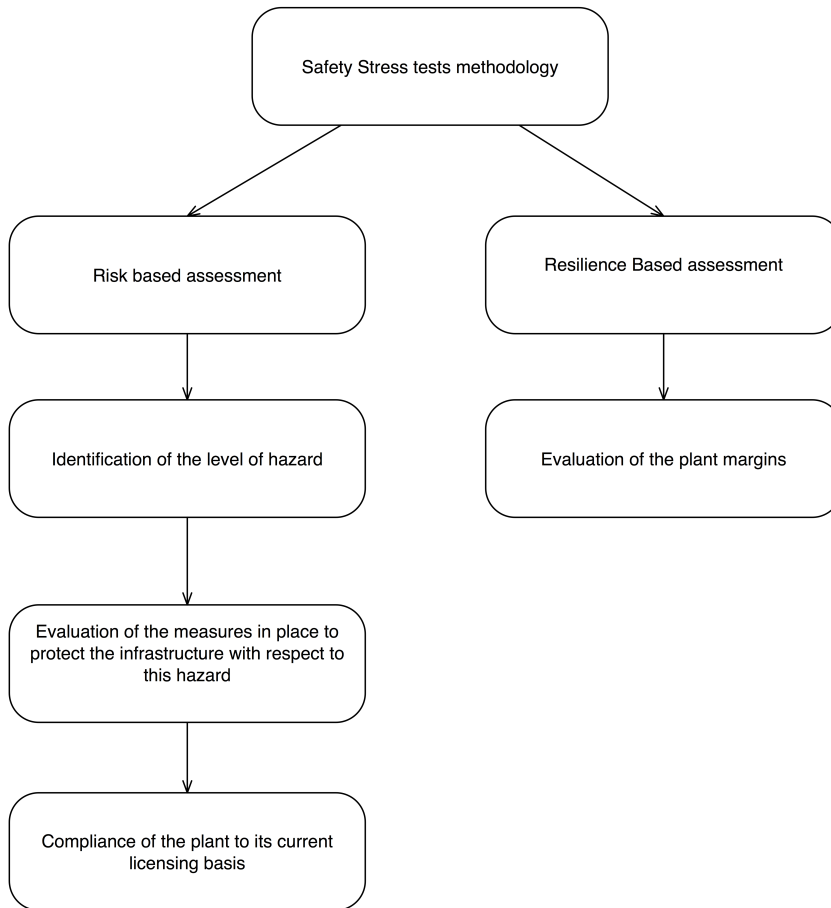 Safety Stress tests methodology
Risk based assessment
Resilience Based assessment
Identification of the level of hazard
Evaluation of the plant margins
Evaluation of the measures in place to
protect the infrastructure with respect to
this hazard
Compliance of the plant to its current
licensing basis